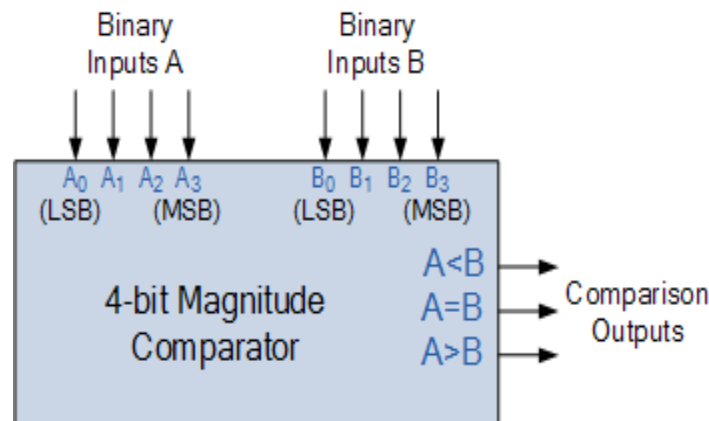 Binary
Inputs A
Binary
Inputs B
A₀ A₁ A₂ A₃
B₀ B₁ B₂ B₃
(LSB) (MSB)
(LSB) (MSB)
A<B
A=B
A>B
4-bit Magnitude
Comparator
Comparison
Outputs